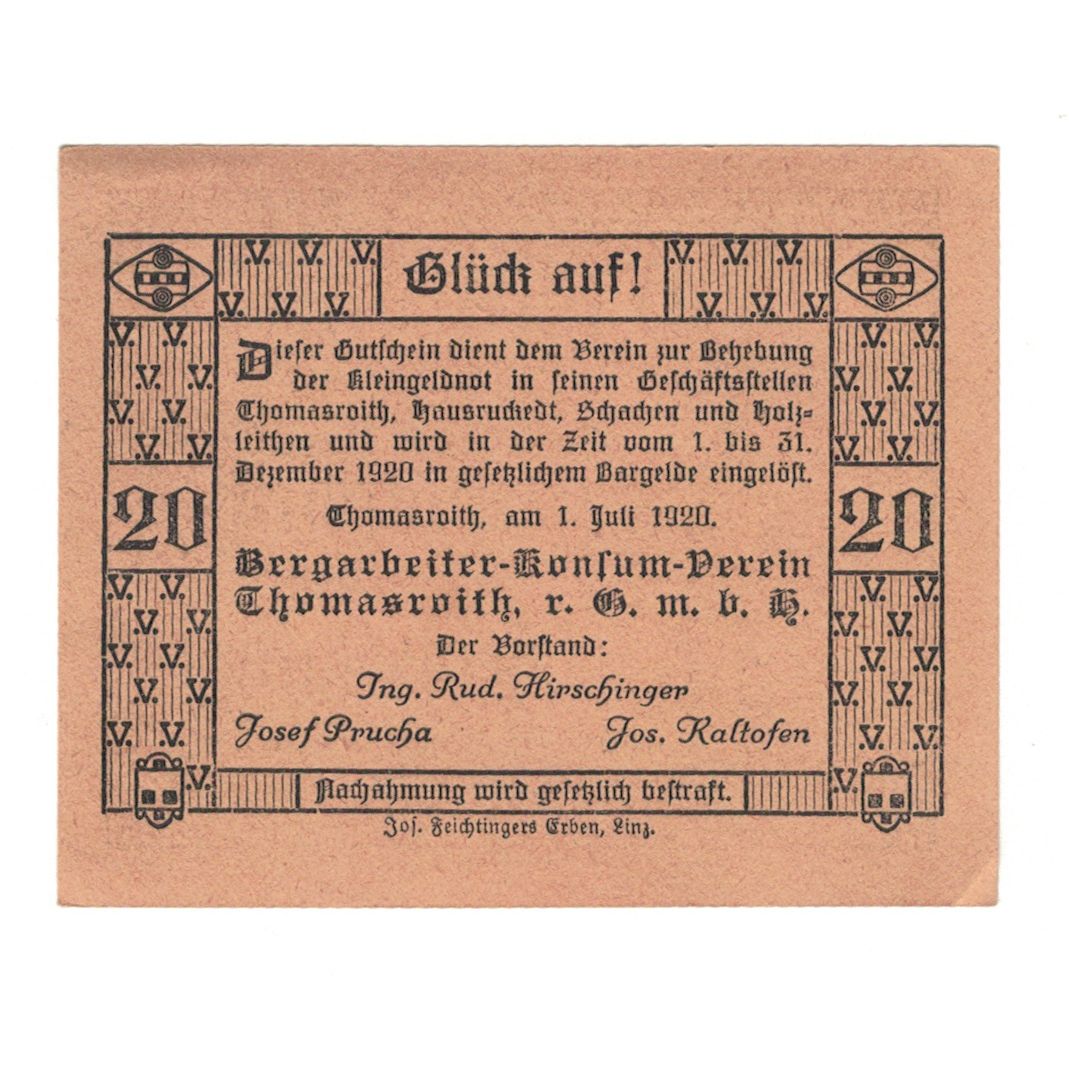 Glück auf!
Dieser Gutschein dient dem Verein zur Behebung
der Kleingeldnot in seinen Geschäftsstellen
Thomasroith, Hausruckedt, Schachen und Holz-
leithen und wird in der Zeit vom 1. bis 31.
Dezember 1920 in gesetzlichem Bargelde eingelöst.
20
20
Thomasroith, am 1. Juli 1920.
Bergarbeiter-Konsum-Verein
Thomasroith, r. G. m. b. H.
Der Vorstand:
Ing. Rud. Hirschinger
Josef Prucha Jos. Kaltofen
Nachahmung wird gesetzlich bestraft.
Jos. Feichtingers Erben, Linz.